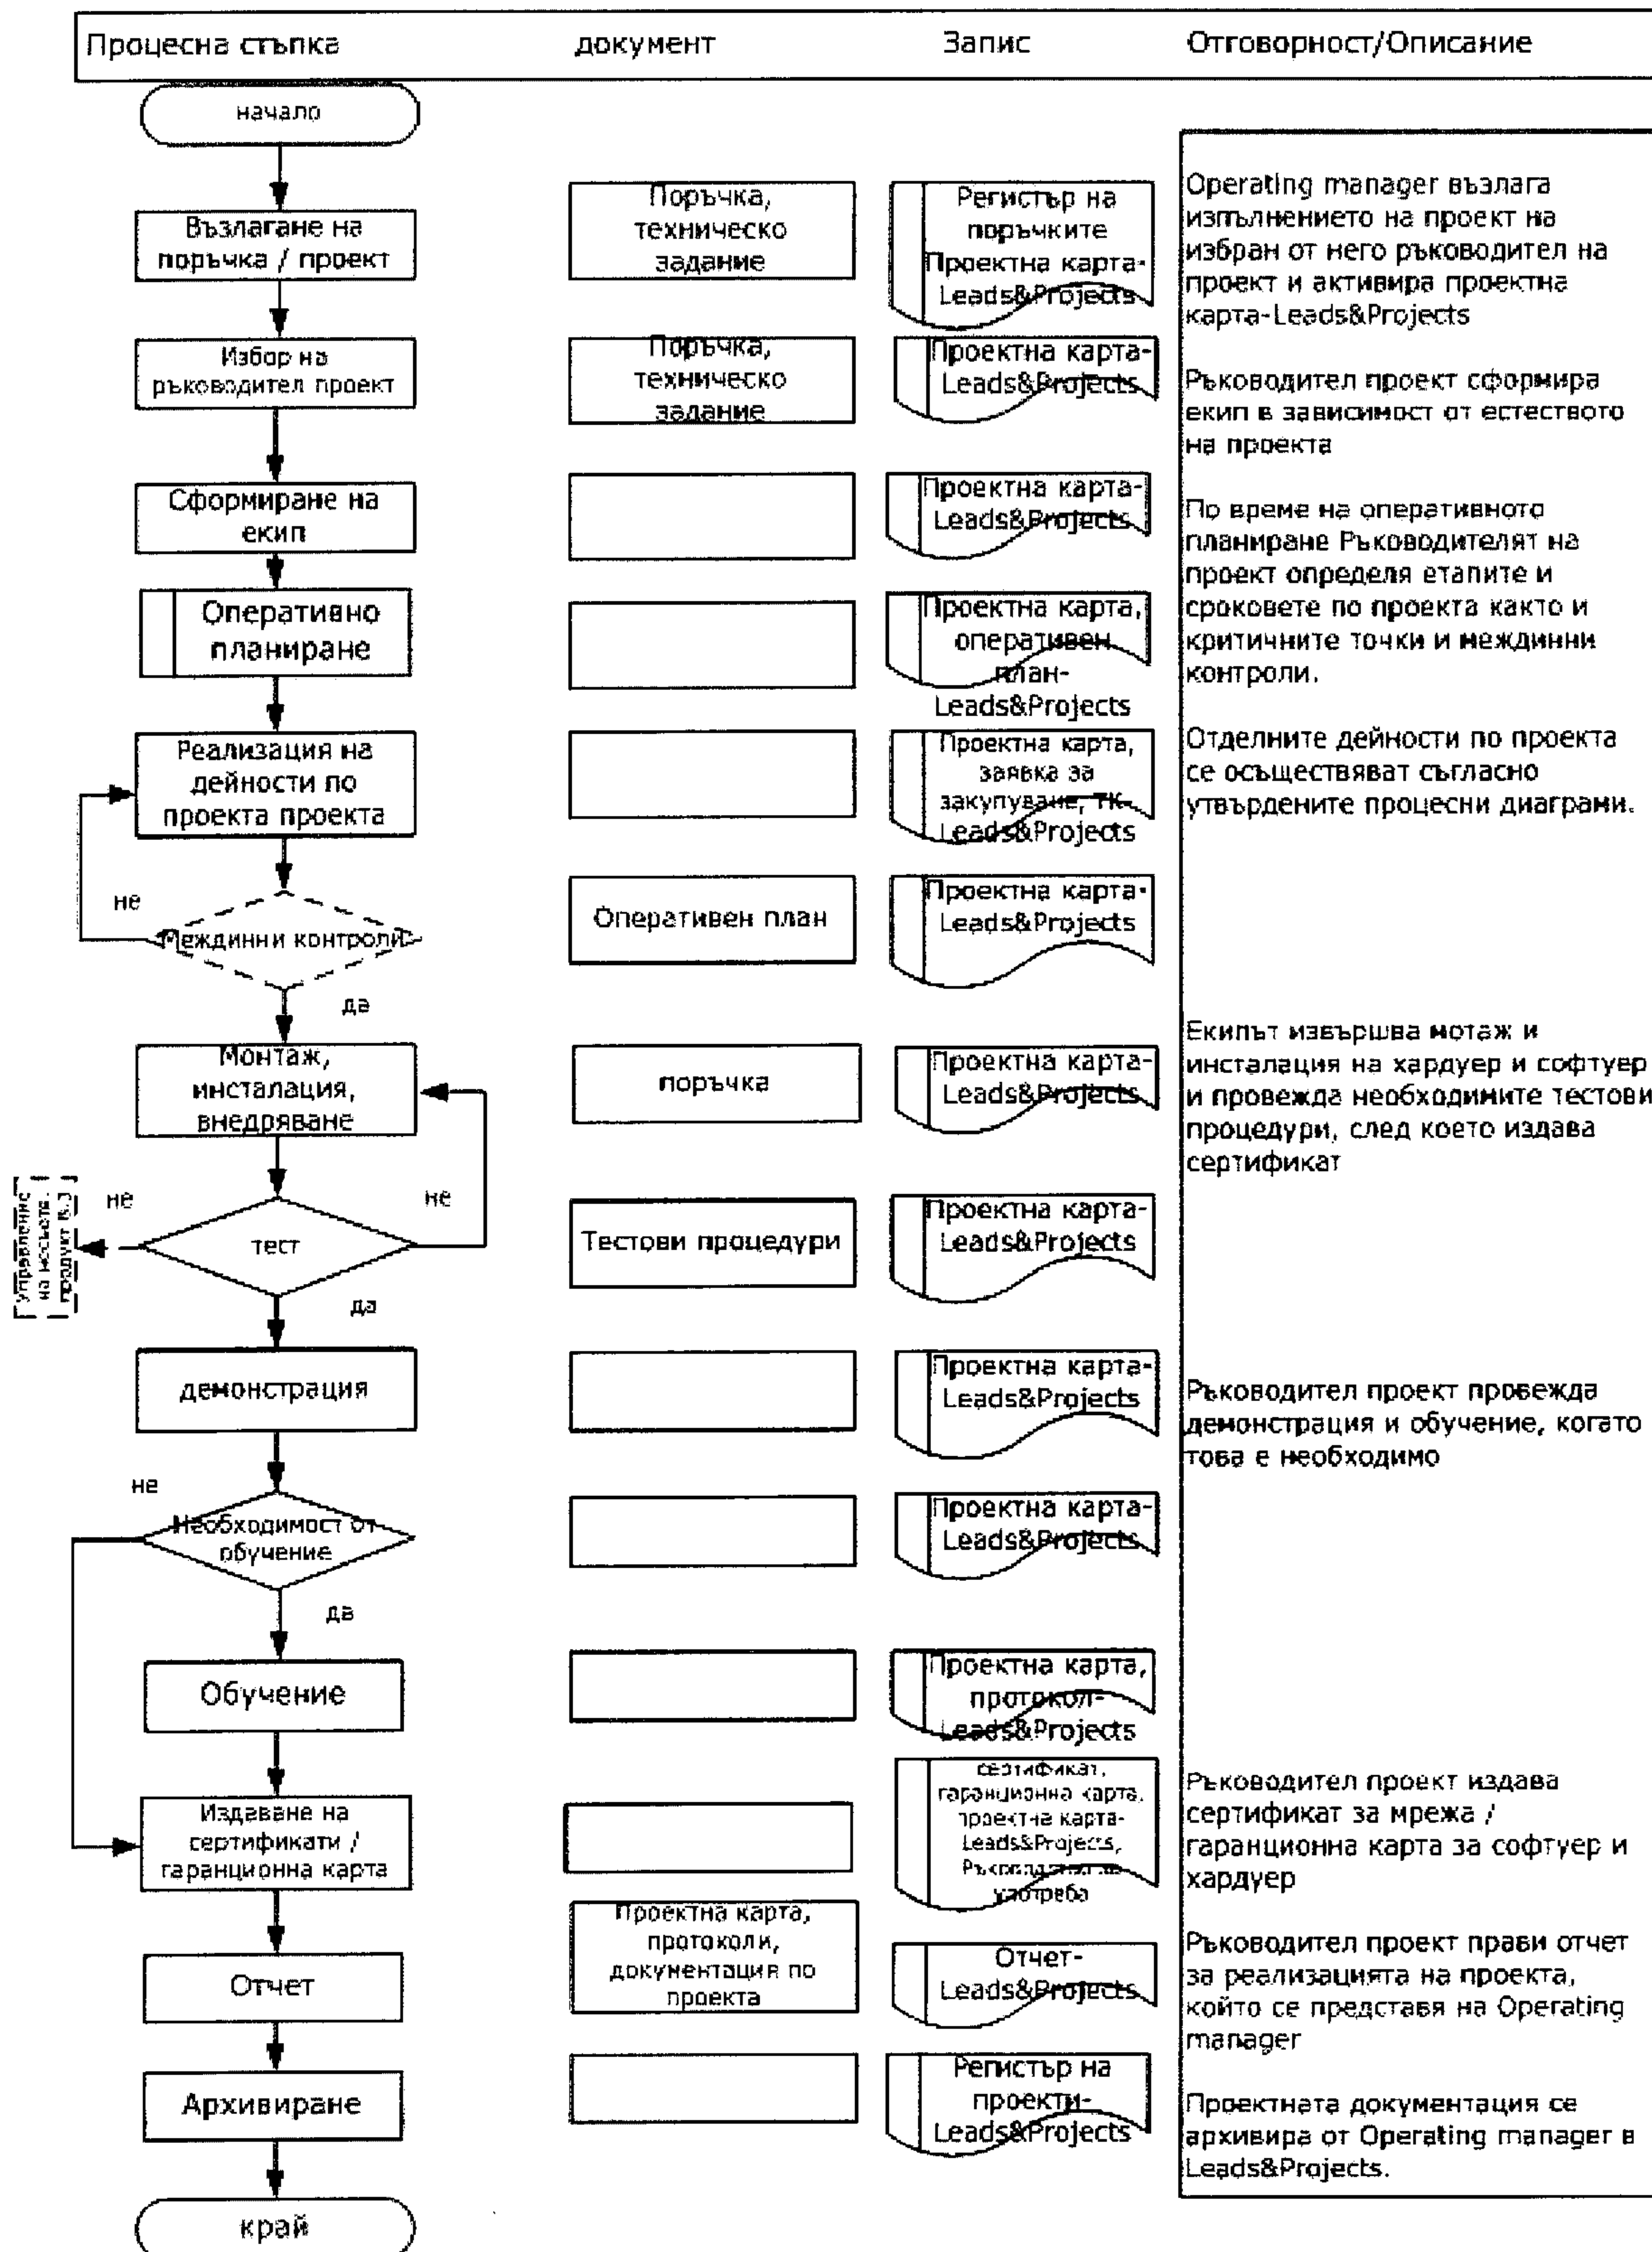 Процесна стъпка
документ
Запис
Отговорност/Описание
начало
Възлагане на
поръчка / проект
Поръчка,
техническо
задание
Регистър на
поръчките
Проектна карта-
Leads&Projects
Operating manager възлага
изпълнението на проект на
избран от него ръководител на
проект и активира проектна
карта-Leads&Projects
Избор на
ръководител проект
Поръчка,
техническо
задание
Проектна карта-
Leads&Projects
Ръководител проект сформира
екип в зависимост от естеството
на проекта
Сформиране на
екип
Проектна карта-
Leads&Projects
По време на оперативното
планиране Ръководителят на
проект определя етапите и
сроковете по проекта както и
критичните точки и междинни
контроли.
Оперативно
планиране
Проектна карта,
оперативен
план-
Leads&Projects
Реализация на
дейности по
проекта проекта
Проектна карта,
заявка за
закупуване, ТК-
Leads&Projects
Отделните дейности по проекта
се осъществяват съгласно
утвърдените процесни диаграми.
не
Междинни контроли
да
Оперативен план
Проектна карта-
Leads&Projects
Монтаж,
инсталация,
внедряване
поръчка
Проектна карта-
Leads&Projects
Екипът извършва мотаж и
инсталация на хардуер и софтуер
и провежда необходимите тестови
процедури, след което издава
сертификат
Управление
на несъотв.
продукт 8.3
не
не
тест
да
Тестови процедури
Проектна карта-
Leads&Projects
демонстрация
Проектна карта-
Leads&Projects
Ръководител проект провежда
демонстрация и обучение, когато
това е необходимо
не
Необходимост от
обучение
да
Проектна карта-
Leads&Projects
Обучение
Проектна карта,
протокол-
Leads&Projects
Издаване на
сертификати /
гаранционна карта
сертификат,
гаранционна карта,
проектна карта-
Leads&Projects,
Ръководство за
употреба
Ръководител проект издава
сертификат за мрежа /
гаранционна карта за софтуер и
хардуер
Отчет
Проектна карта,
протоколи,
документация по
проекта
Отчет-
Leads&Projects
Ръководител проект прави отчет
за реализацията на проекта,
който се представя на Operating
manager
Архивиране
Регистър на
проекти-
Leads&Projects
Проектната документация се
архивира от Operating manager в
Leads&Projects.
край